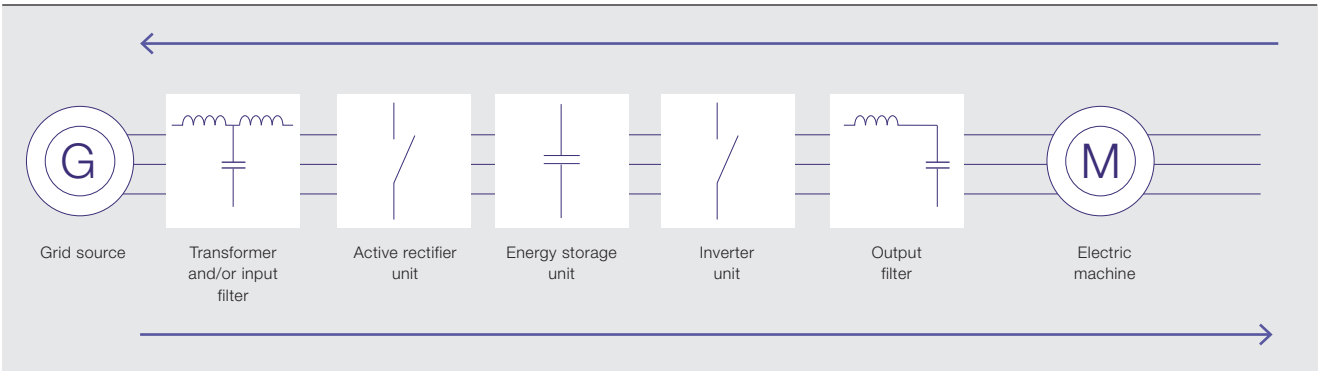 G
M
Grid source
Transformer
and/or input
filter
Active rectifier
unit
Energy storage
unit
Inverter
unit
Output
filter
Electric
machine